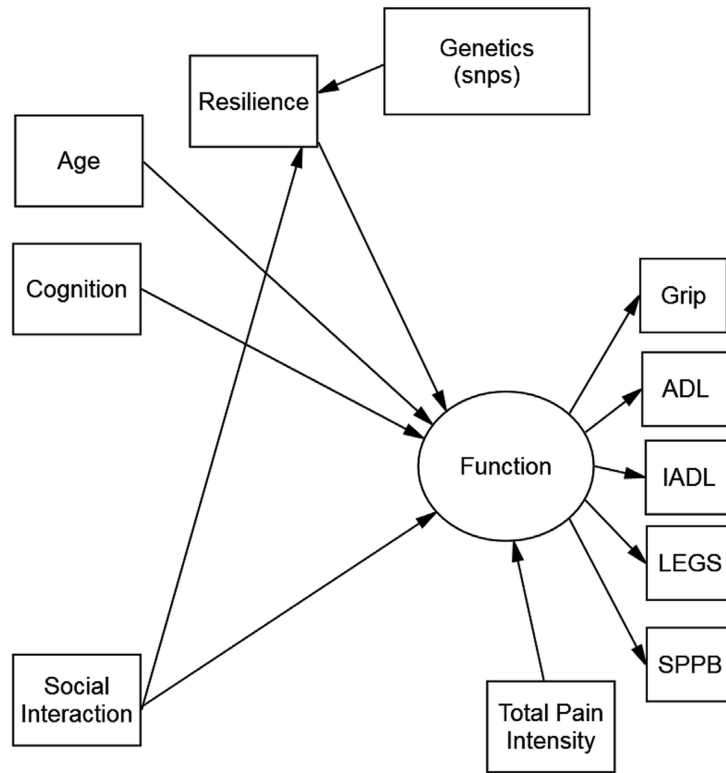 Genetics
(snps)
Resilience
Age
Cognition
Grip
ADL
Function
IADL
LEGS
SPPB
Social
Interaction
Total Pain
Intensity